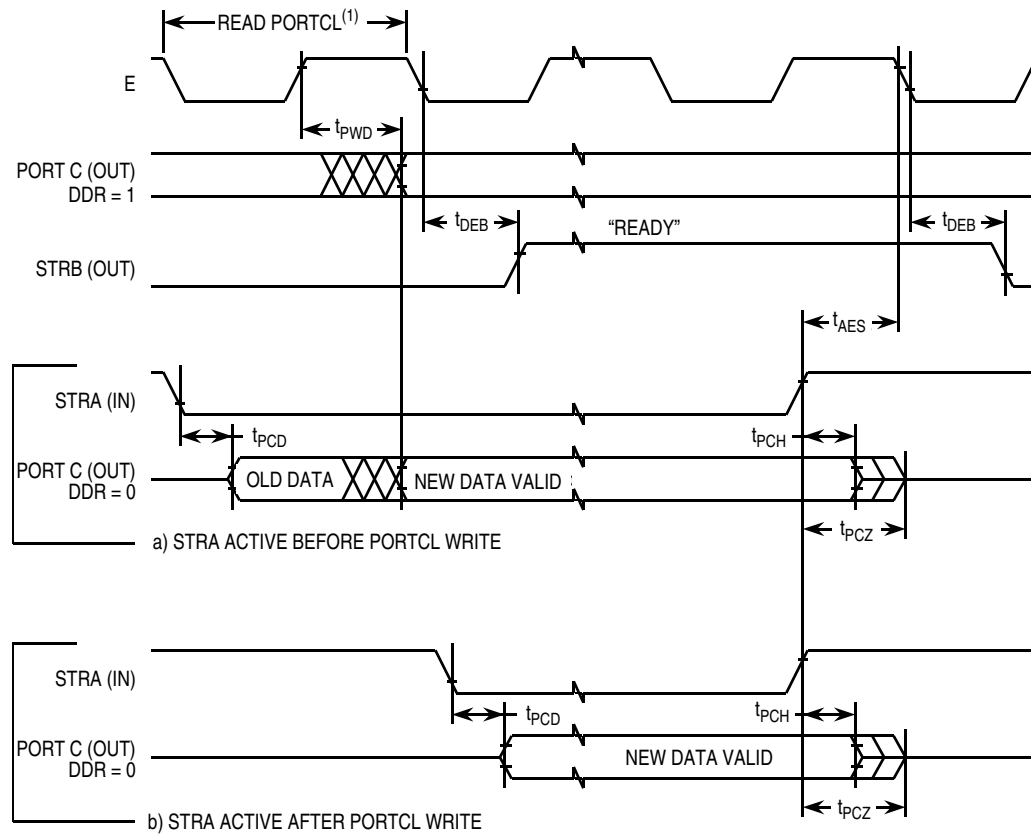 READ PORTCL(1)
E
tPWD
PORT C (OUT)
DDR = 1
tDEB
"READY"
tDEB
STRB (OUT)
tAES
STRA (IN)
tPCD
tPCH
PORT C (OUT)
DDR = 0
OLD DATA
NEW DATA VALID
tPCZ
a) STRA ACTIVE BEFORE PORTCL WRITE
STRA (IN)
tPCD
tPCH
PORT C (OUT)
DDR = 0
NEW DATA VALID
tPCZ
b) STRA ACTIVE AFTER PORTCL WRITE